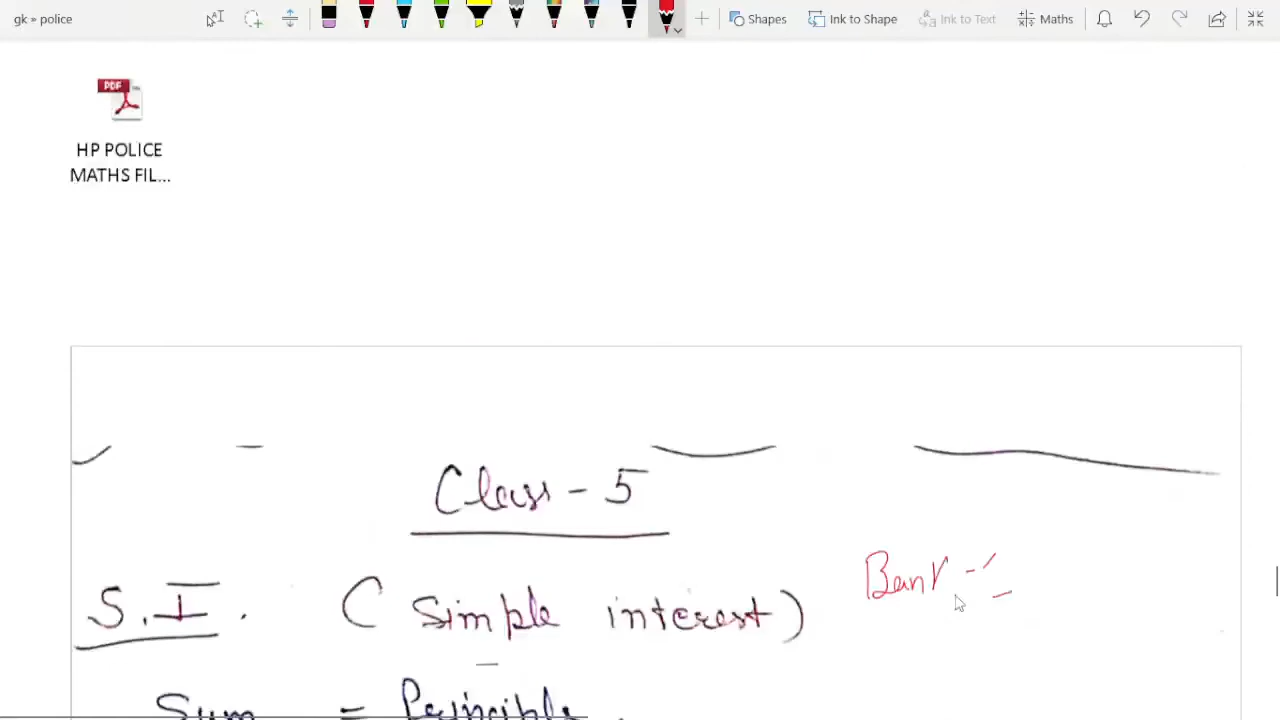 gk » police
Shapes
Ink to Shape
Ink to Text
Maths
PDF
HP POLICE
MATHS FIL...
Class - 5
S.I. ( Simple interest)
Bank -
Sum = Principle.